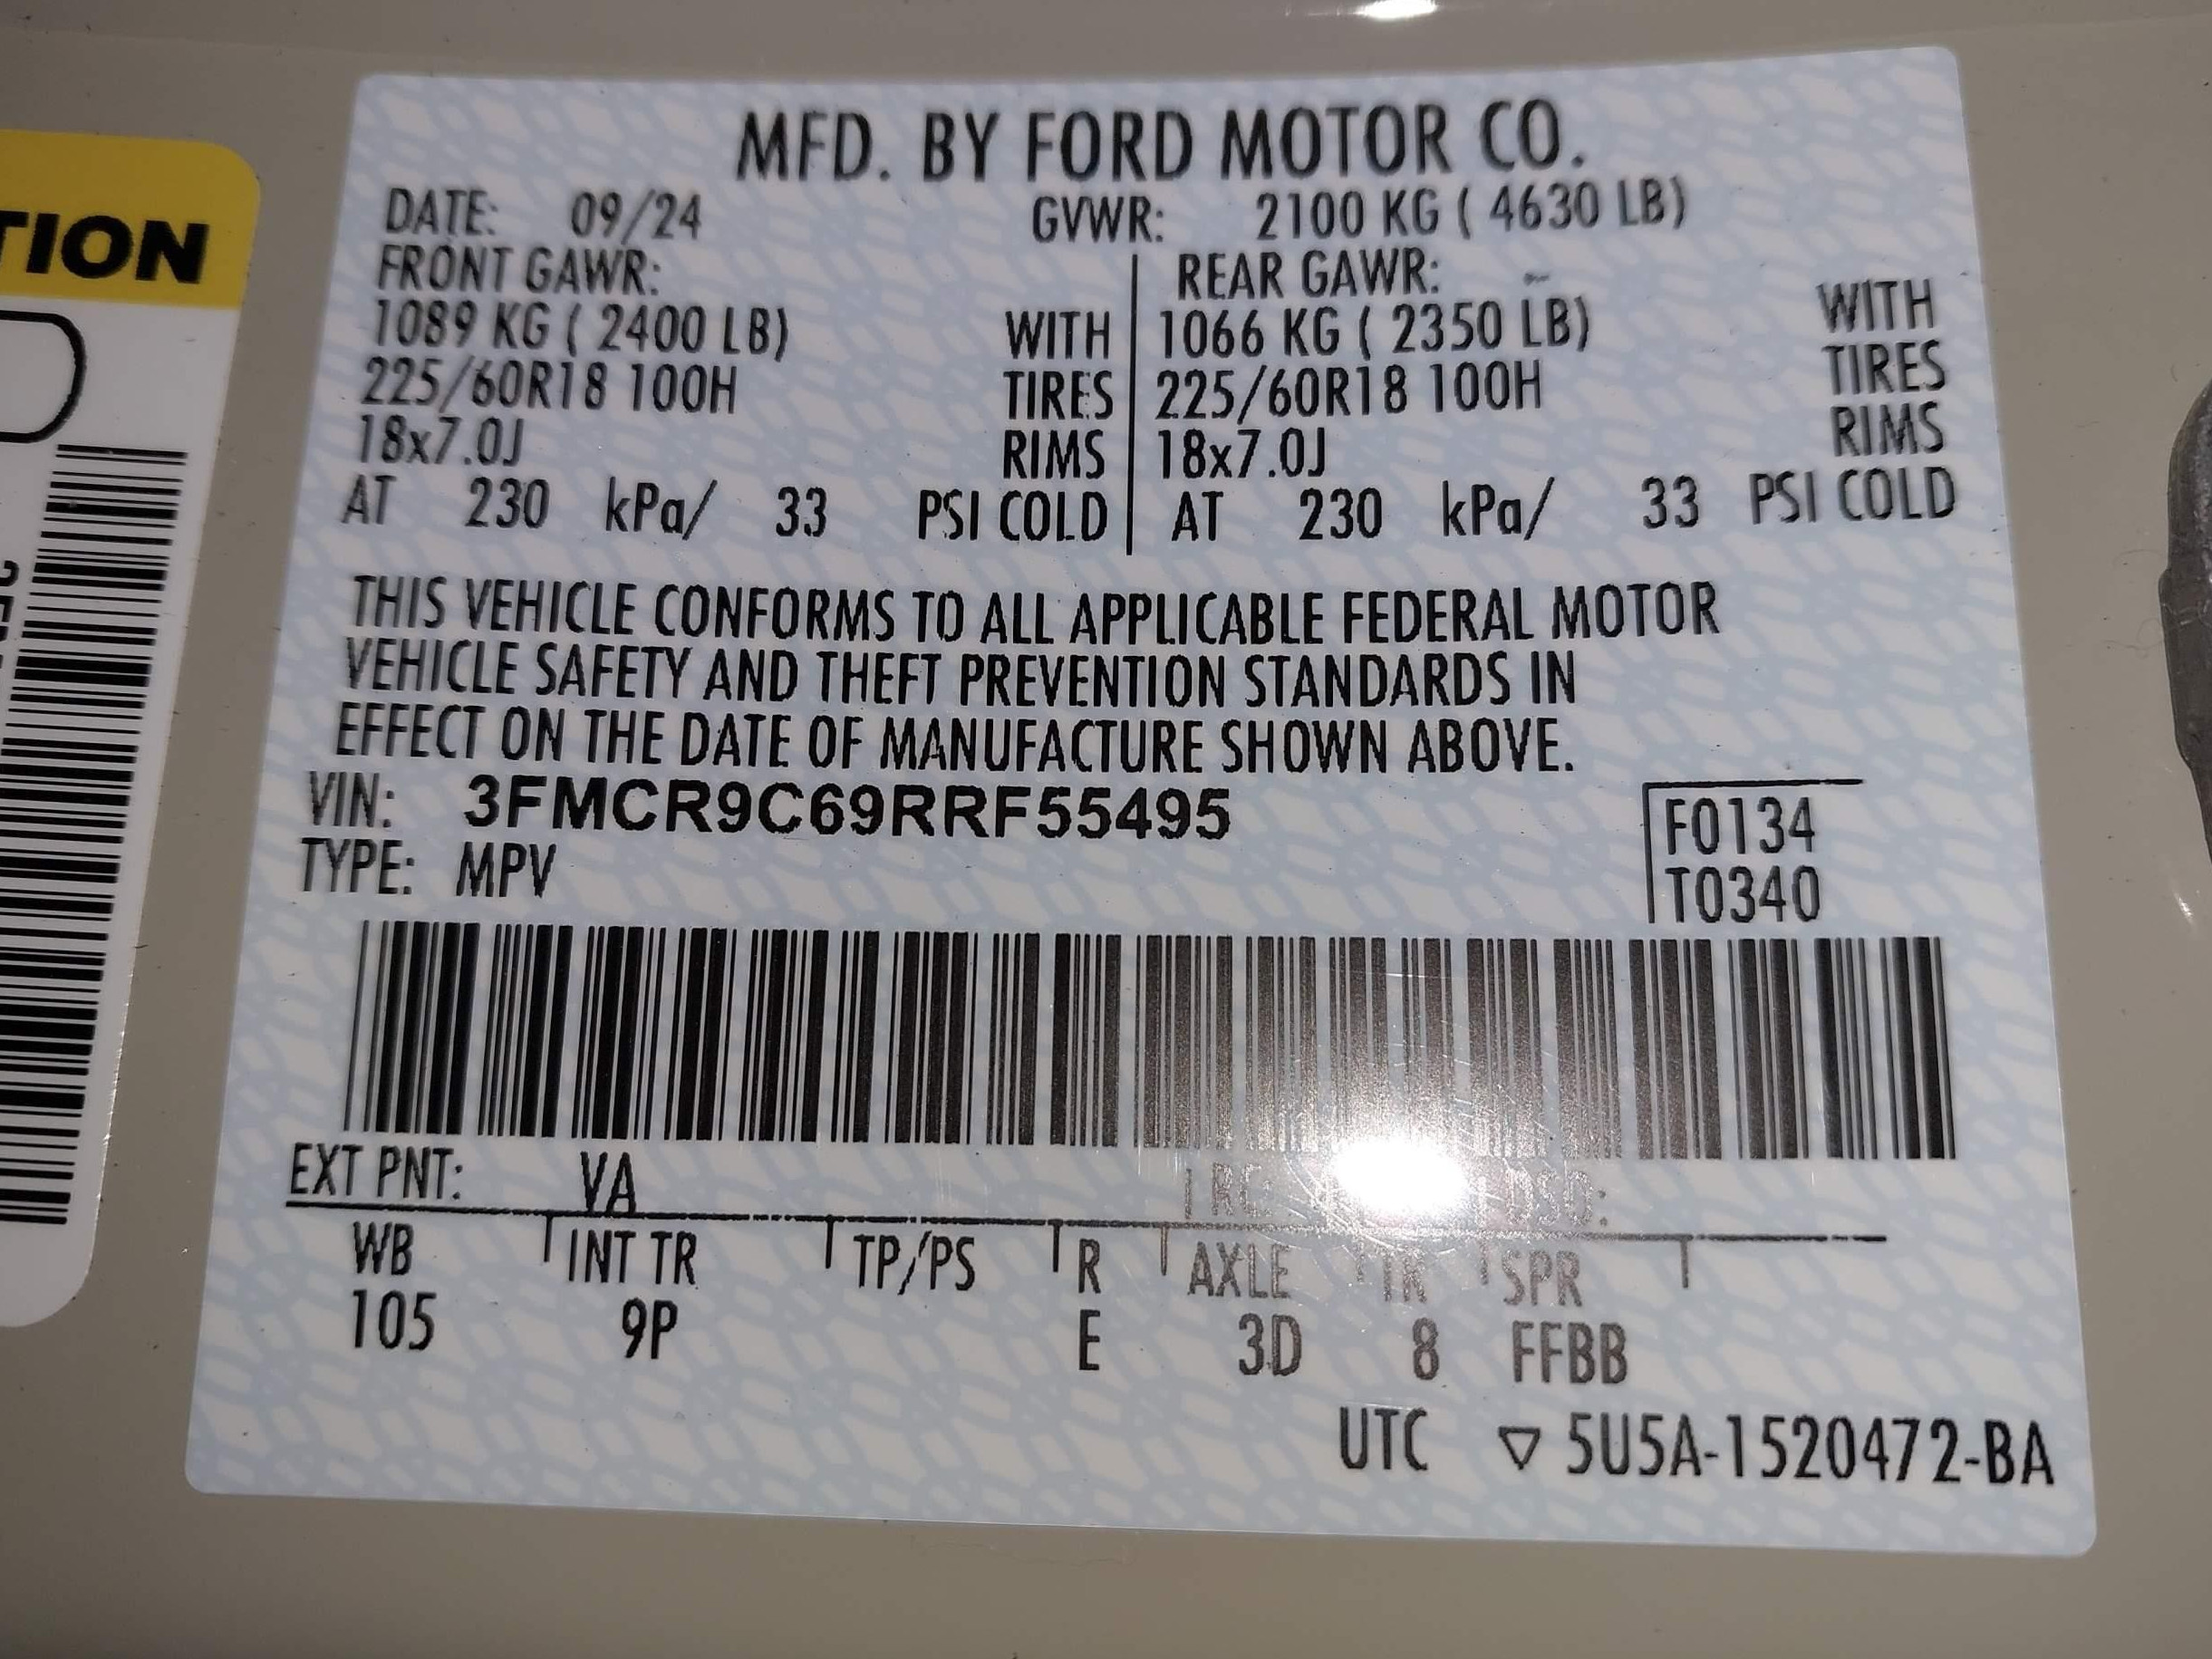 TION
MFD. BY FORD MOTOR CO.
DATE: 09/24 GVWR: 2100 KG ( 4630 LB)
FRONT GAWR: REAR GAWR:
1089 KG ( 2400 LB) WITH 1066 KG ( 2350 LB) WITH
225/60R18 100H TIRES 225/60R18 100H TIRES
18x7.0J RIMS 18x7.0J RIMS
AT 230 kPa/ 33 PSI COLD AT 230 kPa/ 33 PSI COLD
THIS VEHICLE CONFORMS TO ALL APPLICABLE FEDERAL MOTOR
VEHICLE SAFETY AND THEFT PREVENTION STANDARDS IN
EFFECT ON THE DATE OF MANUFACTURE SHOWN ABOVE.
VIN: 3FMCR9C69RRF55495
TYPE: MPV
F0134
T0340
EXT PNT: VA DSO:
WB INT TR TP/PS R AXLE TR SPR
105 9P E 3D 8 FFBB
UTC ▽ 5U5A-1520472-BA